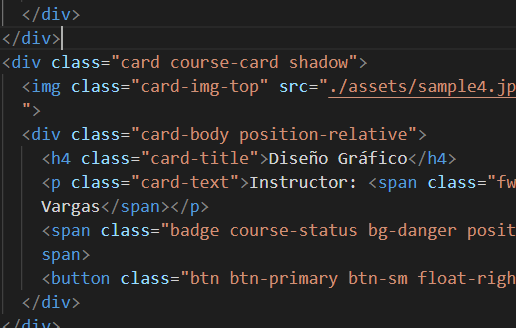 </div>
</div>
<div class="card course-card shadow">
<img class="card-img-top" src="./assets/sample4.jp
">
<div class="card-body position-relative">
<h4 class="card-title">Diseño Gráfico</h4>
<p class="card-text">Instructor: <span class="fw
Vargas</span></p>
<span class="badge course-status bg-danger posit
span>
<button class="btn btn-primary btn-sm float-righ
</div>
</div>